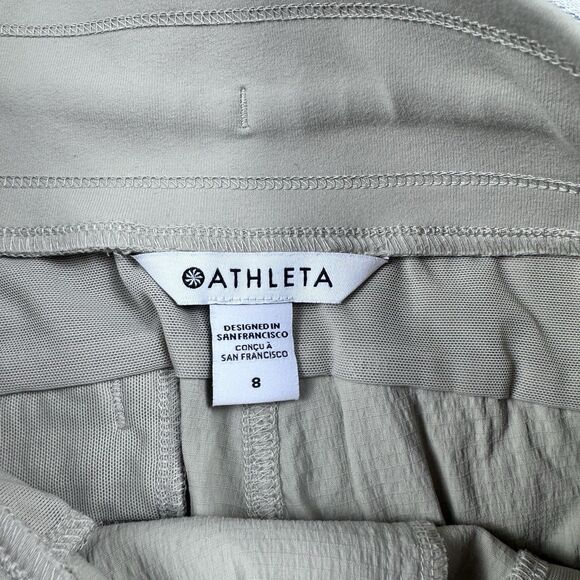 ATHLETA
DESIGNED IN
SAN FRANCISCO
CONÇU À
SAN FRANCISCO
8